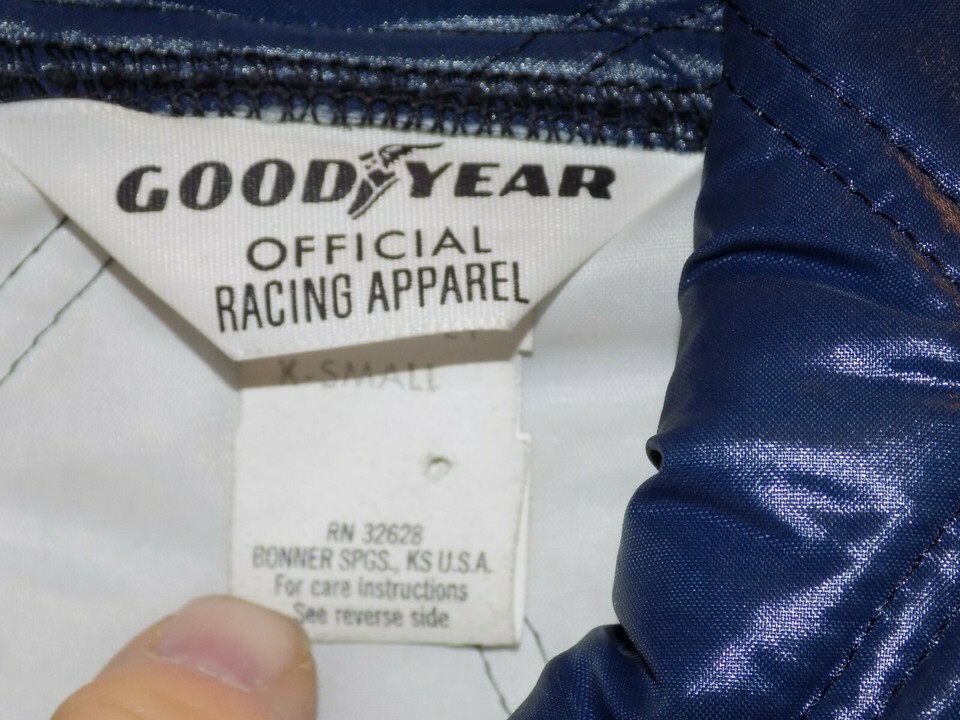 GOODYEAR
OFFICIAL
RACING APPAREL
X-SMALL
RN 32628
BONNER SPGS., KS U.S.A.
For care instructions
See reverse side